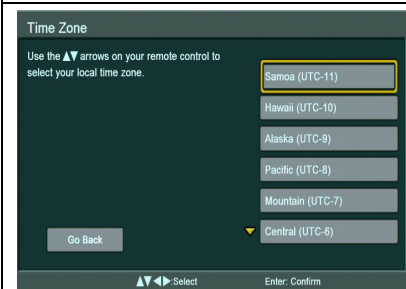 Time Zone
Use the ▲▼ arrows on your remote control to
select your local time zone.
Samoa (UTC-11)
Hawaii (UTC-10)
Alaska (UTC-9)
Pacific (UTC-8)
Mountain (UTC-7)
Central (UTC-6)
Go Back
▲▼◀▶:Select
Enter: Confirm